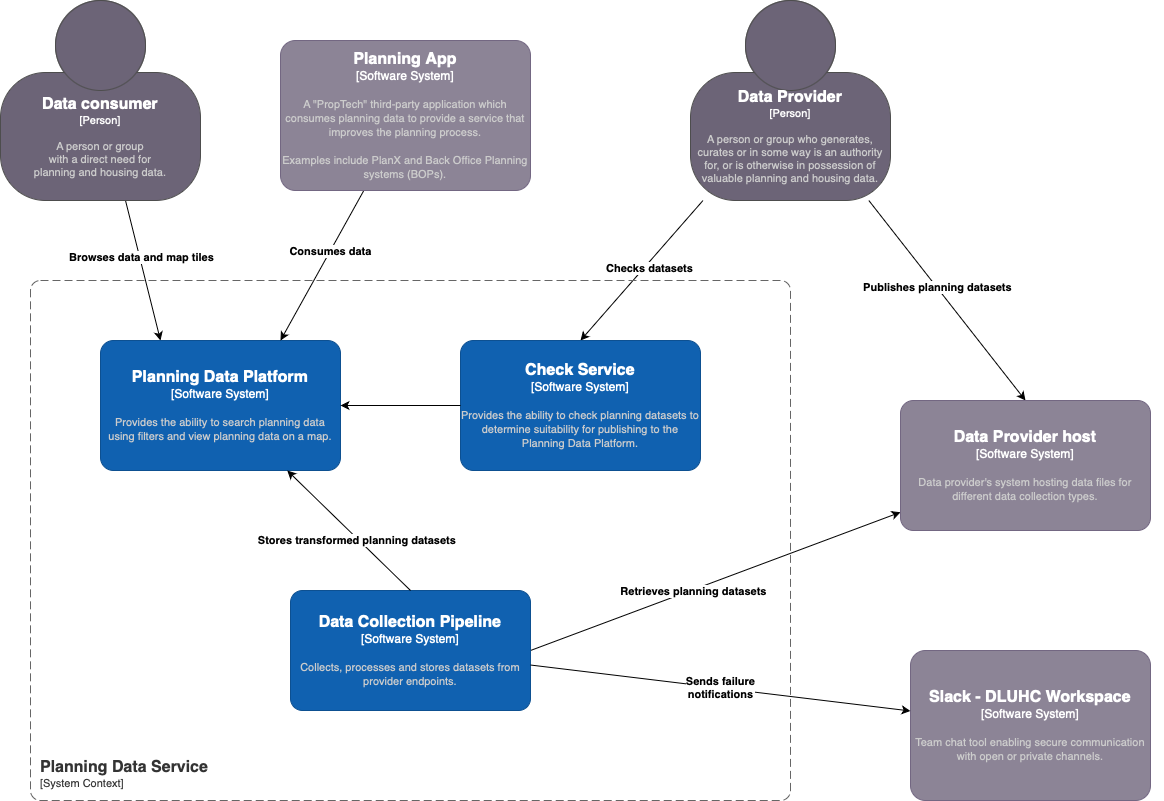 Data consumer
[Person]
A person or group
with a direct need for
planning and housing data.
Planning App
[Software System]
A "PropTech" third-party application which
consumes planning data to provide a service that
improves the planning process.
Examples include PlanX and Back Office Planning
systems (BOPs).
Data Provider
[Person]
A person or group who generates,
curates or in some way is an authority
for, or is otherwise in possession of
valuable planning and housing data.
Browses data and map tiles
Consumes data
Checks datasets
Publishes planning datasets
Planning Data Platform
[Software System]
Provides the ability to search planning data
using filters and view planning data on a map.
Check Service
[Software System]
Provides the ability to check planning datasets to
determine suitability for publishing to the
Planning Data Platform.
Data Provider host
[Software System]
Data provider's system hosting data files for
different data collection types.
Stores transformed planning datasets
Retrieves planning datasets
Data Collection Pipeline
[Software System]
Collects, processes and stores datasets from
provider endpoints.
Sends failure
notifications
Slack - DLUHC Workspace
[Software System]
Team chat tool enabling secure communication
with open or private channels.
Planning Data Service
[System Context]